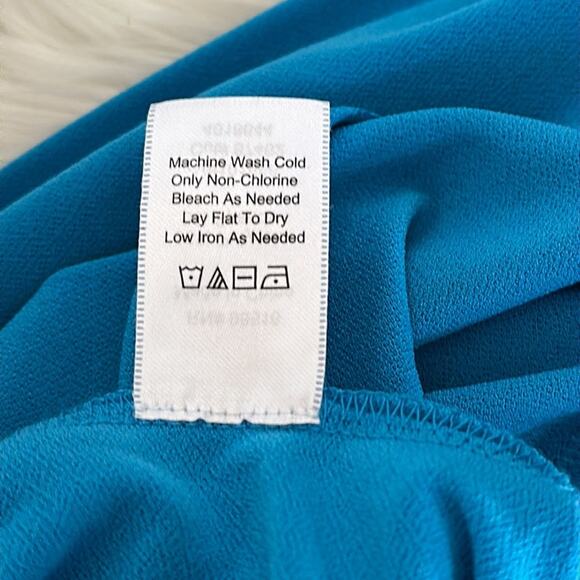 Machine Wash Cold
Only Non-Chlorine
Bleach As Needed
Lay Flat To Dry
Low Iron As Needed